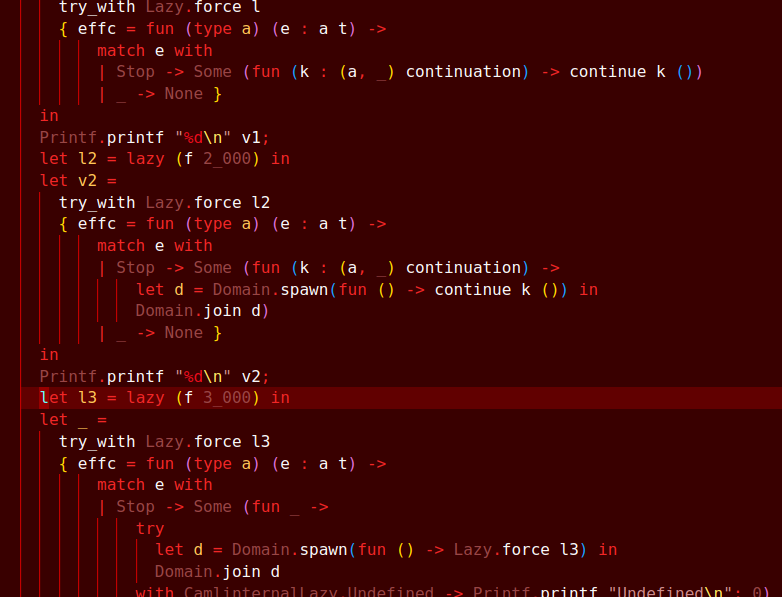 try_with Lazy.force l
{ effc = fun (type a) (e : a t) ->
match e with
| Stop -> Some (fun (k : (a, _) continuation) -> continue k ())
| _ -> None }
in
Printf.printf "%d\n" v1;
let l2 = lazy (f 2_000) in
let v2 =
try_with Lazy.force l2
{ effc = fun (type a) (e : a t) ->
match e with
| Stop -> Some (fun (k : (a, _) continuation) ->
let d = Domain.spawn(fun () -> continue k ()) in
Domain.join d)
| _ -> None }
in
Printf.printf "%d\n" v2;
let l3 = lazy (f 3_000) in
let _ =
try_with Lazy.force l3
{ effc = fun (type a) (e : a t) ->
match e with
| Stop -> Some (fun _ ->
try
let d = Domain.spawn(fun () -> Lazy.force l3) in
Domain.join d
with CamlinternalLazy.Undefined -> Printf.printf "Undefined\n"; 0)